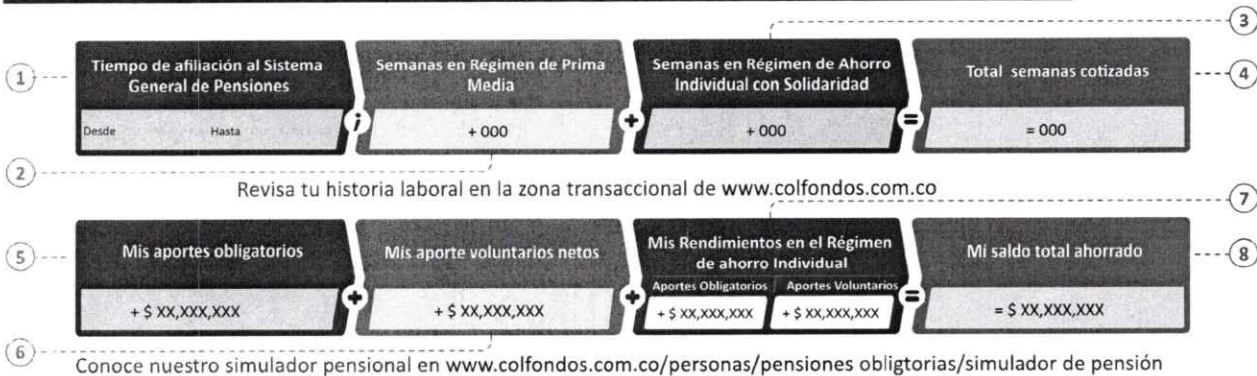 3
1
Tiempo de afiliación al Sistema
General de Pensiones
Desde Hasta
i
Semanas en Régimen de Prima
Media
+ 000
+
Semanas en Régimen de Ahorro
Individual con Solidaridad
+ 000
=
Total semanas cotizadas
= 000
4
2
Revisa tu historia laboral en la zona transaccional de www.colfondos.com.co
7
5
Mis aportes obligatorios
+ $ XX,XXX,XXX
+
Mis aporte voluntarios netos
+ $ XX,XXX,XXX
+
Mis Rendimientos en el Régimen
de ahorro Individual
Aportes Obligatorios Aportes Voluntarios
+ $ XX,XXX,XXX + $ XX,XXX,XXX
=
Mi saldo total ahorrado
= $ XX,XXX,XXX
8
6
Conoce nuestro simulador pensional en www.colfondos.com.co/personas/pensiones obligtorias/simulador de pensión